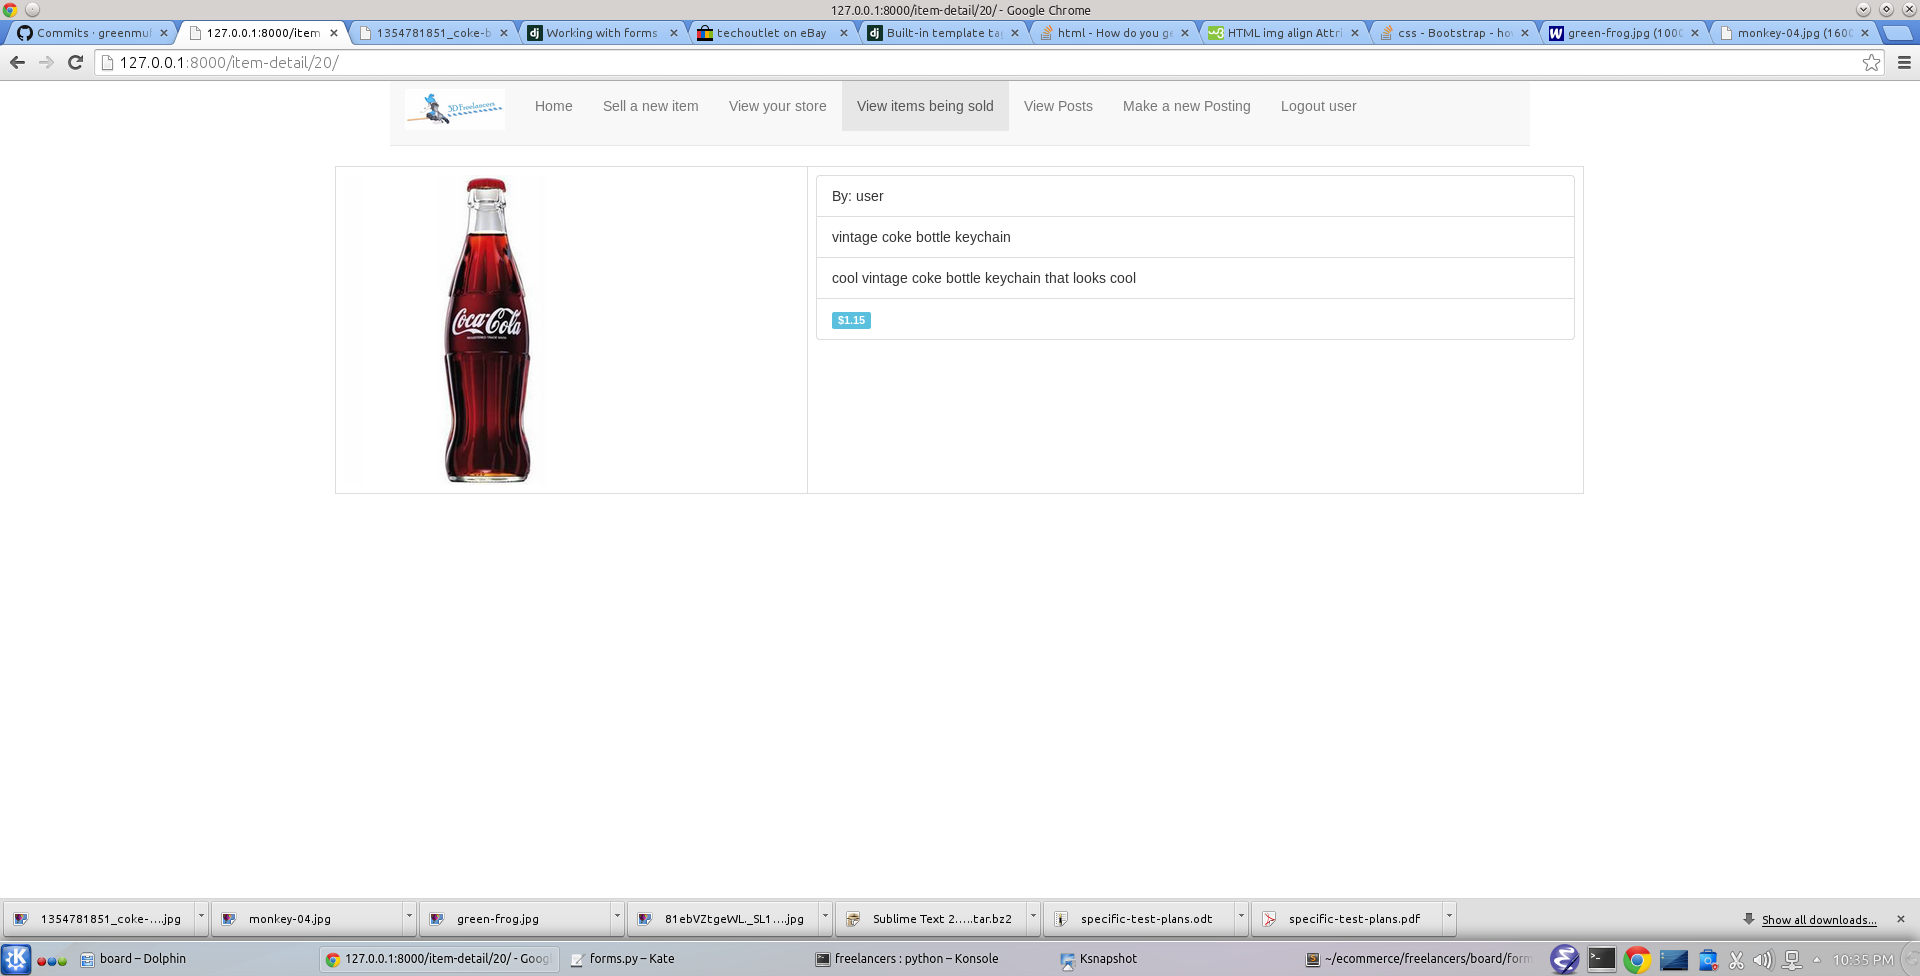 127.0.0.1:8000/item-detail/20/ - Google Chrome
Commits · greenmul
127.0.0.1:8000/item
1354781851_coke-b
Working with forms
techoutlet on eBay
Built-in template ta
html - How do you ge
HTML img align Attri
css - Bootstrap - ho
green-frog.jpg (1000
monkey-04.jpg (1600
127.0.0.1:8000/item-detail/20/
3DFreelancers
Home
Sell a new item
View your store
View items being sold
View Posts
Make a new Posting
Logout user
Coca-Cola
By: user
vintage coke bottle keychain
cool vintage coke bottle keychain that looks cool
$1.15
1354781851_coke-....jpg
monkey-04.jpg
green-frog.jpg
81ebVZtgeWL._SL1....jpg
Sublime Text 2.....tar.bz2
specific-test-plans.odt
specific-test-plans.pdf
Show all downloads...
board – Dolphin
127.0.0.1:8000/item-detail/20/ - Googl
forms.py – Kate
freelancers : python – Konsole
Ksnapshot
~/ecommerce/freelancers/board/form
10:35 PM